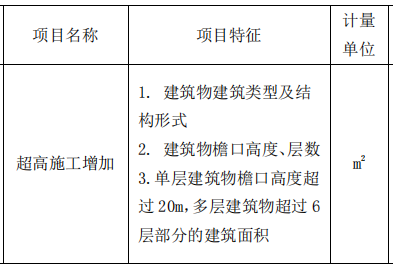 项目名称
项目特征
计量
单位
超高施工增加
1. 建筑物建筑类型及结
构形式
2. 建筑物檐口高度、层数
3.单层建筑物檐口高度超
过 20m,多层建筑物超过 6
层部分的建筑面积
m²